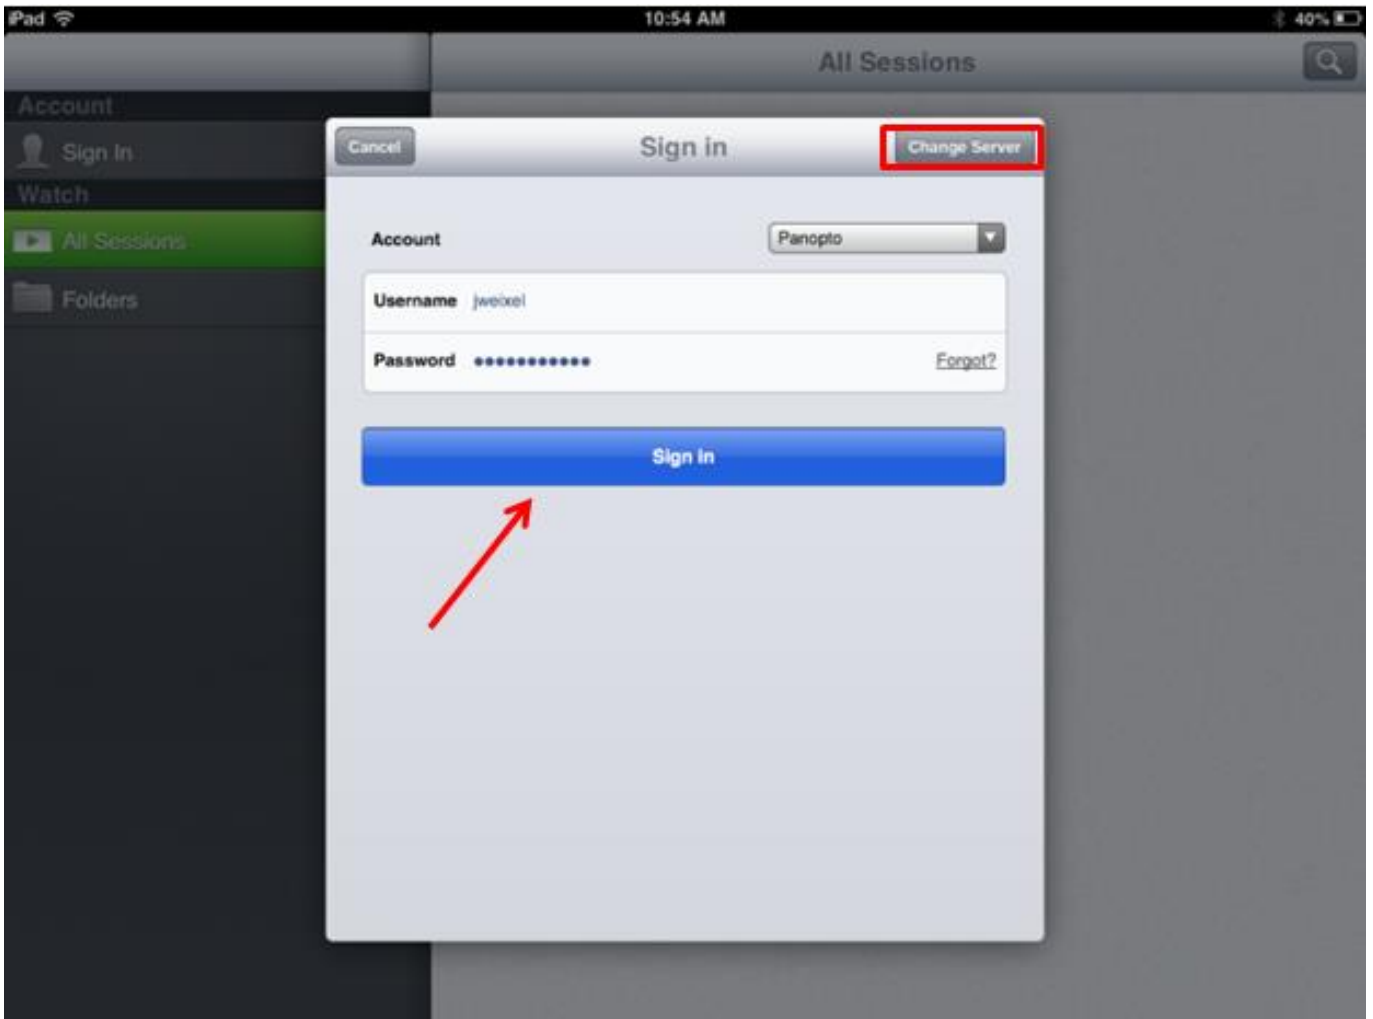 iPad 10:54 AM 40%
All Sessions
Account
Sign In
Watch
All Sessions
Folders
Cancel Sign in Change Server
Account Panopto
Username jweixel
Password ●●●●●●●●●●● Forgot?
Sign in